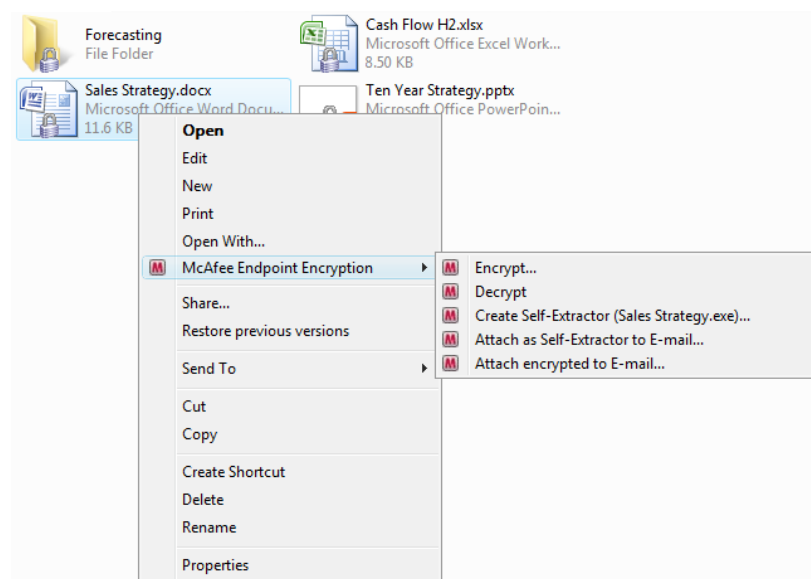 Forecasting
File Folder
Cash Flow H2.xlsx
Microsoft Office Excel Work...
8.50 KB
Sales Strategy.docx
Microsoft Office Word Docu...
11.6 KB
Ten Year Strategy.pptx
Microsoft Office PowerPoin...
Open
Edit
New
Print
Open With...
McAfee Endpoint Encryption
Share...
Restore previous versions
Send To
Cut
Copy
Create Shortcut
Delete
Rename
Properties
Encrypt...
Decrypt
Create Self-Extractor (Sales Strategy.exe)...
Attach as Self-Extractor to E-mail...
Attach encrypted to E-mail...